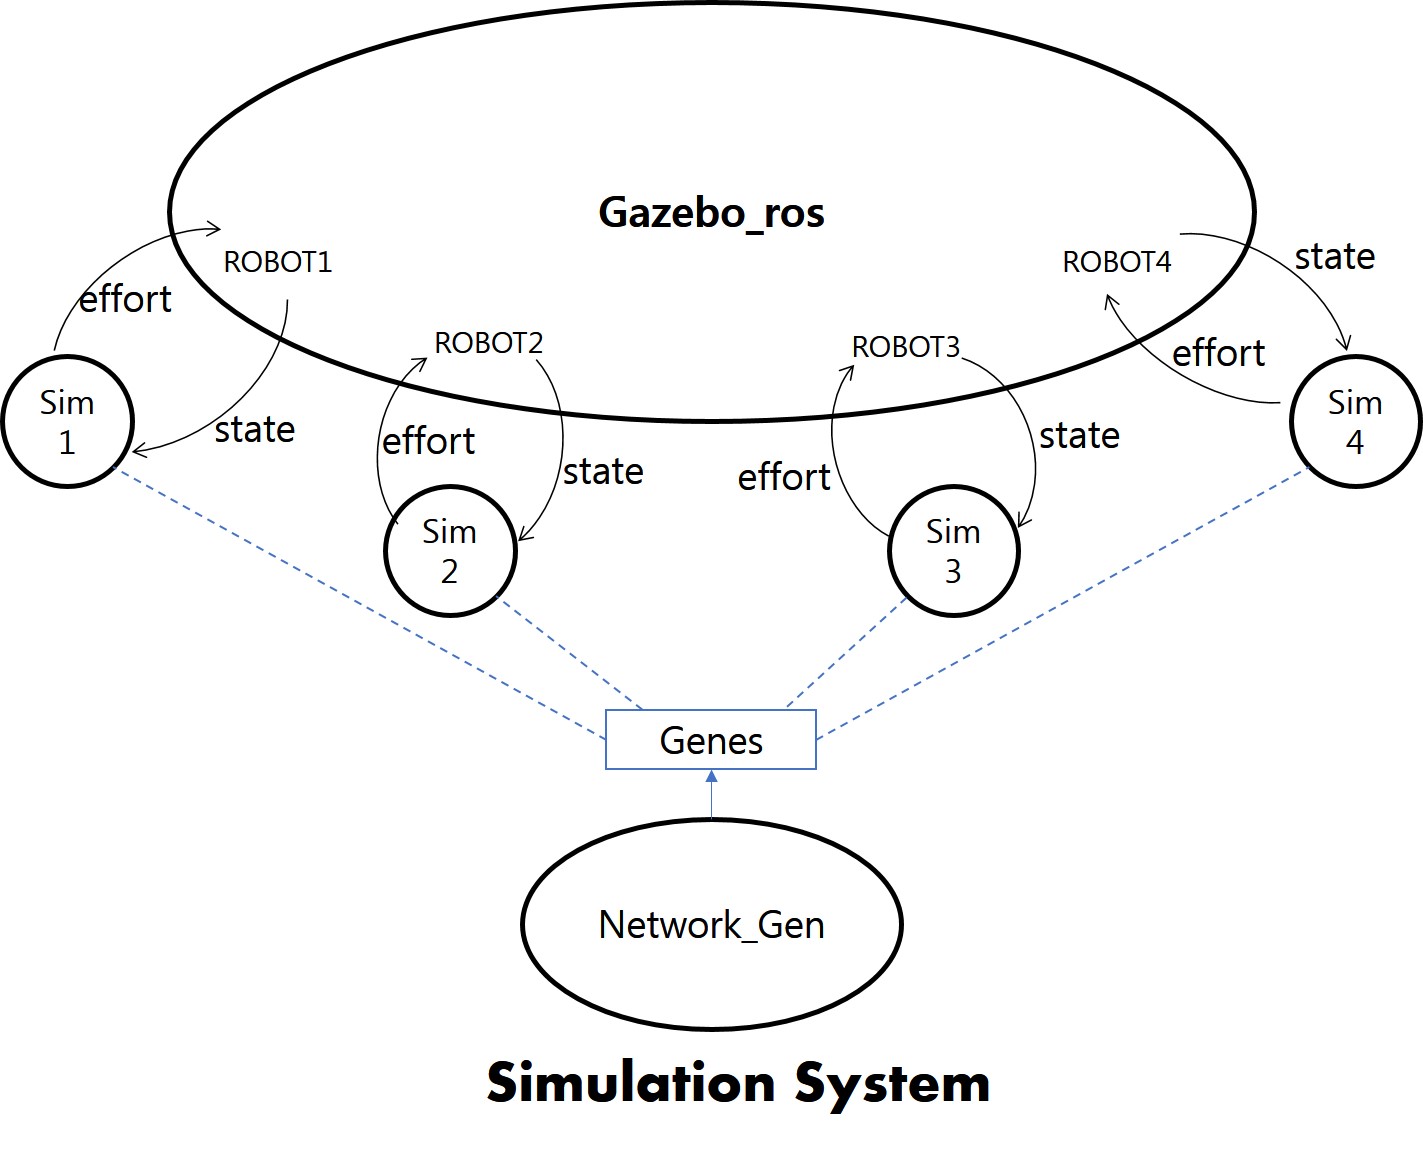 Gazebo_ros
ROBOT1
ROBOT4
state
effort
ROBOT2
ROBOT3
effort
Sim
1
state
effort
state
effort
state
Sim
4
Sim
2
Sim
3
Genes
Network_Gen
Simulation System